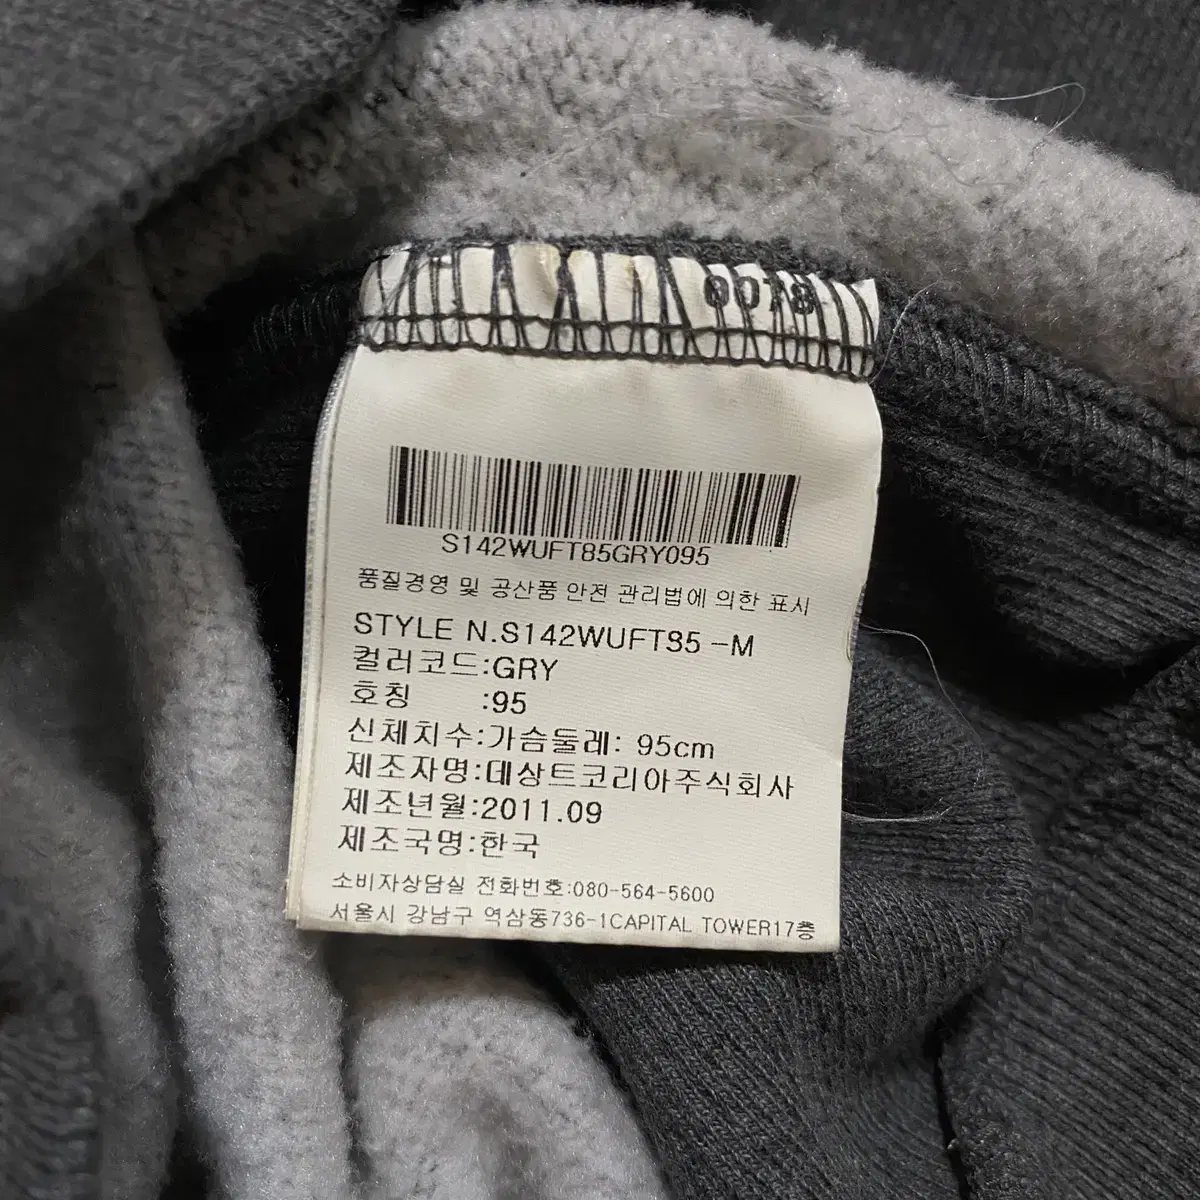 0078
S142WUFT85GRY095
품질경영 및 공산품 안전 관리법에 의한 표시
STYLE N.S142WUFT85 -M
컬러코드:GRY
호칭 :95
신체치수:가슴둘레: 95cm
제조자명:데상트코리아주식회사
제조년월:2011.09
제조국명:한국
소비자상담실 전화번호:080-564-5600
서울시 강남구 역삼동736-1CAPITAL TOWER17층